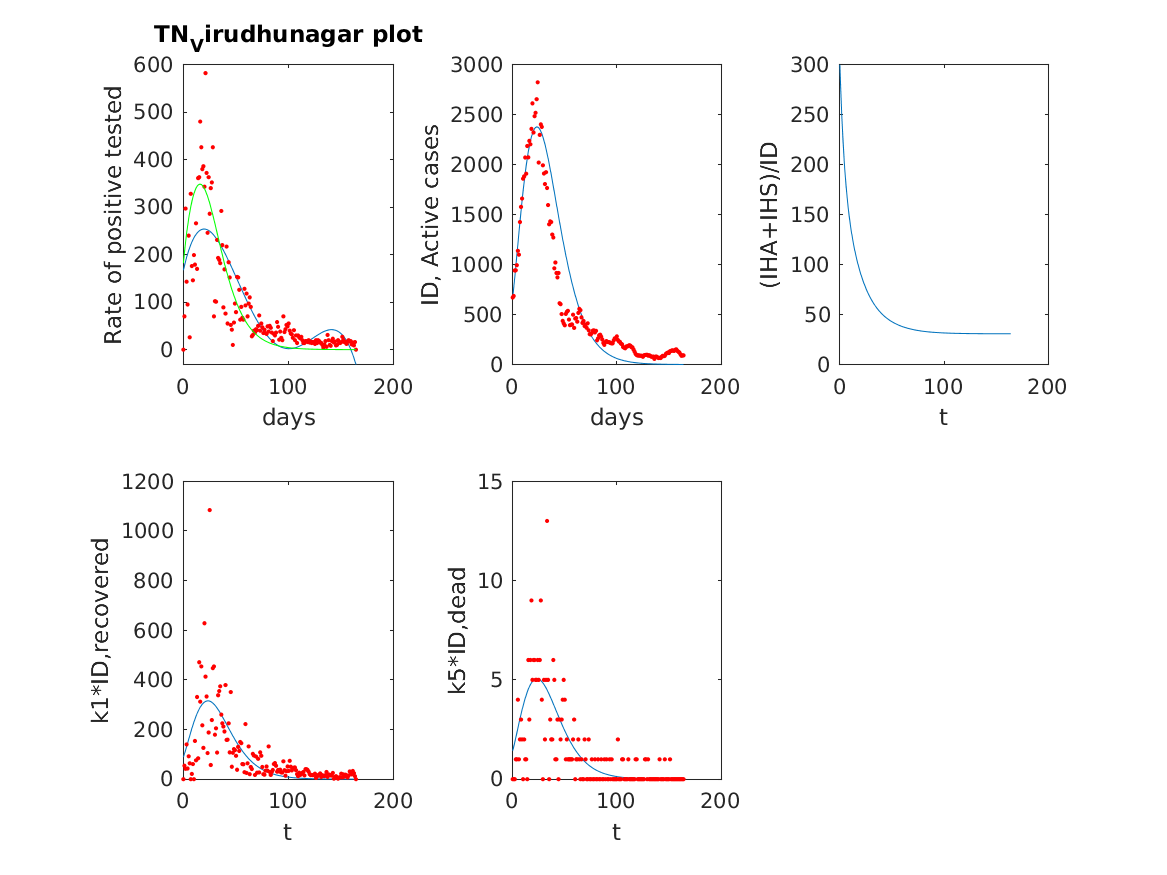 TN_Virudhunagar plot
Rate of positive tested
600
500
400
300
200
100
0
0 100 200
days
ID, Active cases
3000
2500
2000
1500
1000
500
0
0 100 200
days
(IHA+IHS)/ID
300
250
200
150
100
50
0
0 100 200
t
k1*ID,recovered
1200
1000
800
600
400
200
0
0 100 200
t
k5*ID,dead
15
10
5
0
0 100 200
t